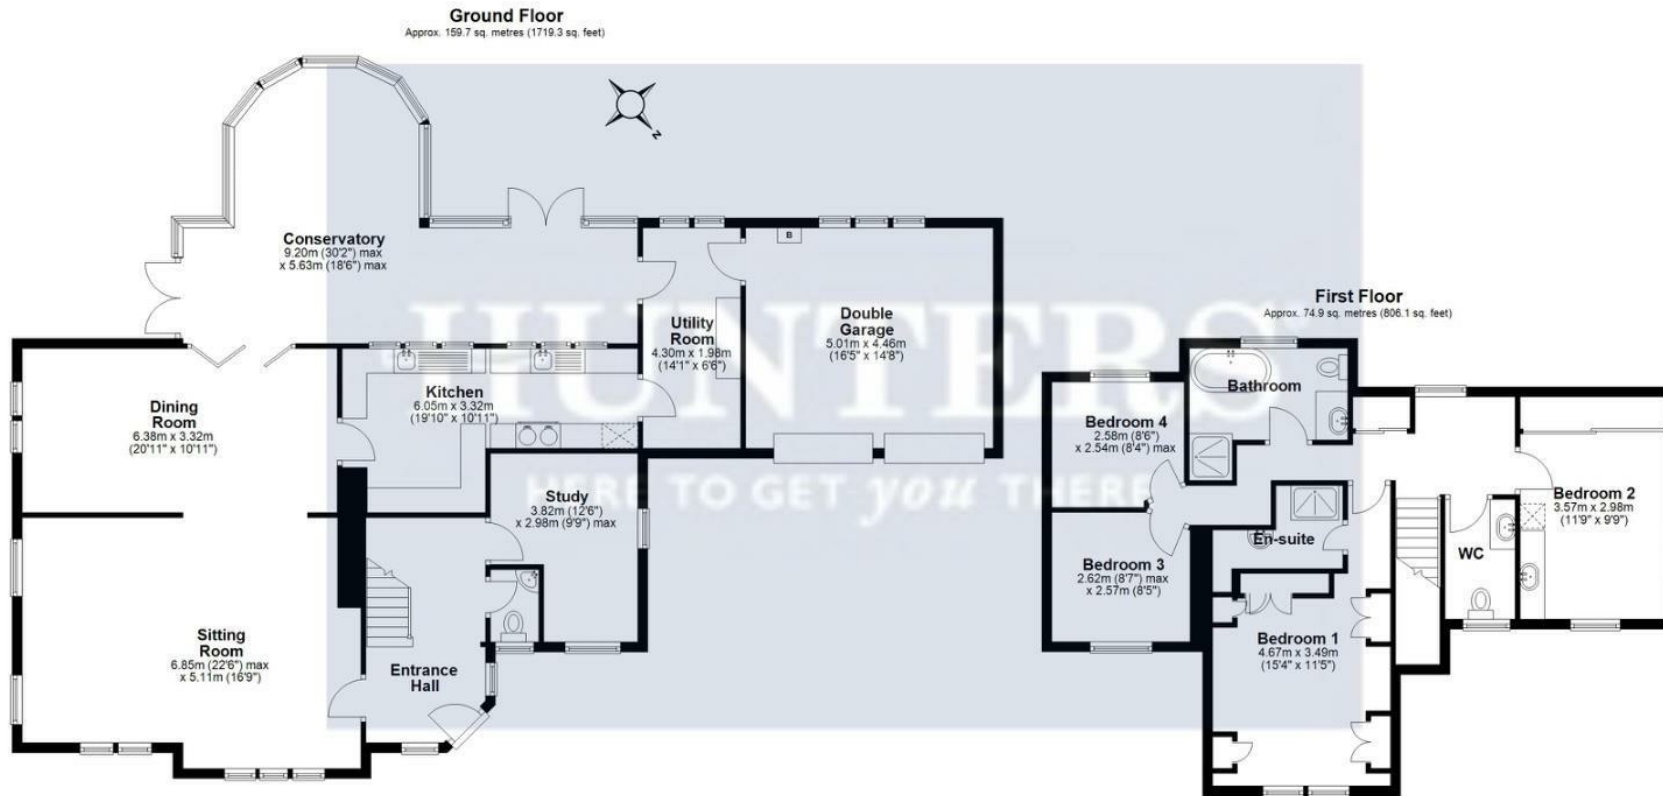 Ground Floor
Approx. 159.7 sq. metres (1719.3 sq. feet)
N
Conservatory
9.20m (30'2") max
x 5.63m (18'6") max
B
Utility
Room
4.30m x 1.98m
(14'1" x 6'6")
Double
Garage
5.01m x 4.46m
(16'5" x 14'8")
Dining
Room
6.38m x 3.32m
(20'11" x 10'11")
Kitchen
6.05m x 3.32m
(19'10" x 10'11")
Study
3.82m (12'6")
x 2.98m (9'9") max
Sitting
Room
6.85m (22'6") max
x 5.11m (16'9")
Entrance
Hall
First Floor
Approx. 74.9 sq. metres (806.1 sq. feet)
Bathroom
Bedroom 4
2.58m (8'6")
x 2.54m (8'4") max
Bedroom 2
3.57m x 2.98m
(11'9" x 9'9")
En-suite
WC
Bedroom 3
2.62m (8'7") max
x 2.57m (8'5")
Bedroom 1
4.67m x 3.49m
(15'4" x 11'5")
HUNTERS
HERE TO GET you THERE